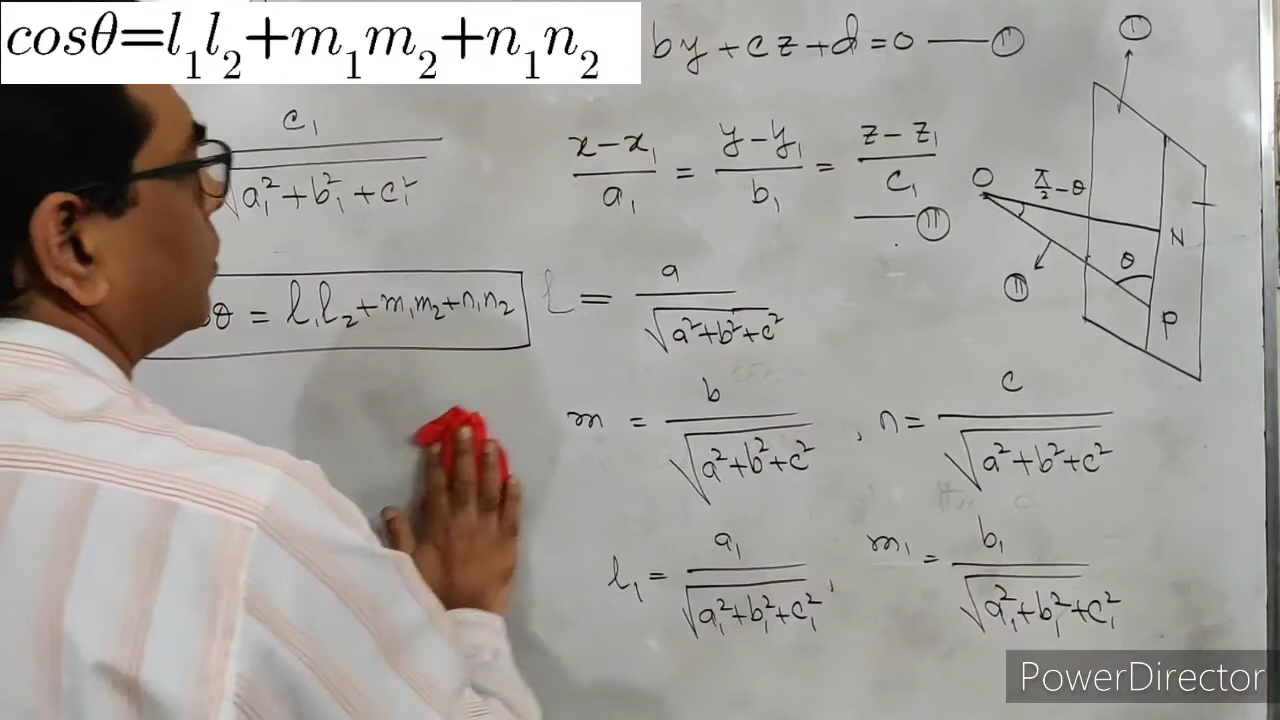 cosθ=l₁l₂+m₁m₂+n₁n₂
by+cz+d=0 — I
c₁ / √(a₁²+b₁²+c₁²)
(x-x₁)/a₁ = (y-y₁)/b₁ = (z-z₁)/c₁ — II
θ = l₁l₂+m₁m₂+n₁n₂
l = a/√(a²+b²+c²)
m = b/√(a²+b²+c²), n = c/√(a²+b²+c²)
l₁ = a₁/√(a₁²+b₁²+c₁²), m₁ = b₁/√(a₁²+b₁²+c₁²)
I
O
π/2-θ
N
θ
II
P
PowerDirector